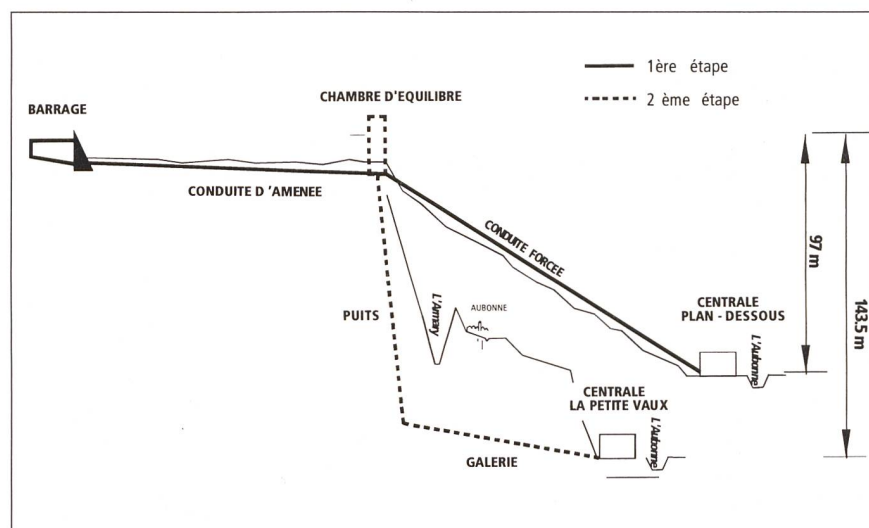 1ère étape
2 ème étape
CHAMBRE D'EQUILIBRE
BARRAGE
CONDUITE D 'AMENEE
CONDUITE FORCEE
97 m
143.5 m
CENTRALE
PLAN - DESSOUS
L'Aubonne
PUITS
L'Armary
AUBONNE
CENTRALE
LA PETITE VAUX
L'Aubonne
GALERIE